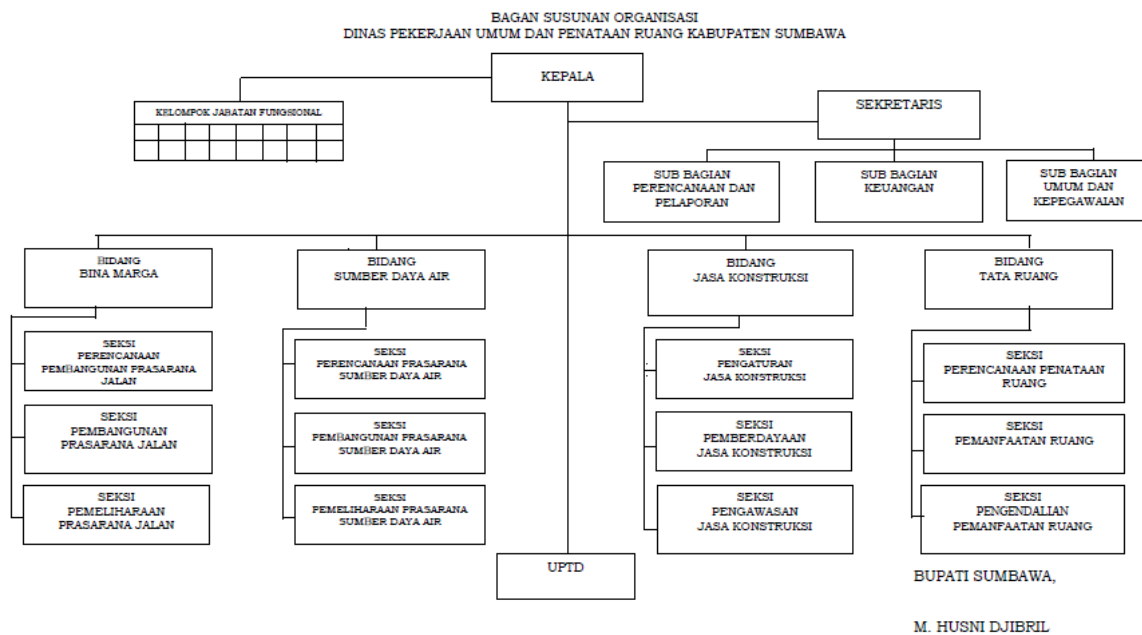 BAGAN SUSUNAN ORGANISASI
DINAS PEKERJAAN UMUM DAN PENATAAN RUANG KABUPATEN SUMBAWA
KEPALA
KELOMPOK JABATAN FUNGSIONAL
SEKRETARIS
SUB BAGIAN
PERENCANAAN DAN
PELAPORAN
SUB BAGIAN
KEUANGAN
SUB BAGIAN
UMUM DAN
KEPEGAWAIAN
BIDANG
BINA MARGA
BIDANG
SUMBER DAYA AIR
BIDANG
JASA KONSTRUKSI
BIDANG
TATA RUANG
SEKSI
PERENCANAAN
PEMBANGUNAN PRASARANA
JALAN
SEKSI
PERENCANAAN PRASARANA
SUMBER DAYA AIR
SEKSI
PENGATURAN
JASA KONSTRUKSI
SEKSI
PERENCANAAN PENATAAN
RUANG
SEKSI
PEMBANGUNAN
PRASARANA JALAN
SEKSI
PEMBANGUNAN PRASARANA
SUMBER DAYA AIR
SEKSI
PEMBERDAYAAN
JASA KONSTRUKSI
SEKSI
PEMANFAATAN RUANG
SEKSI
PEMELIHARAAN
PRASARANA JALAN
SEKSI
PEMELIHARAAN PRASARANA
SUMBER DAYA AIR
SEKSI
PENGAWASAN
JASA KONSTRUKSI
SEKSI
PENGENDALIAN
PEMANFAATAN RUANG
UPTD
BUPATI SUMBAWA,
M. HUSNI DJIBRIL